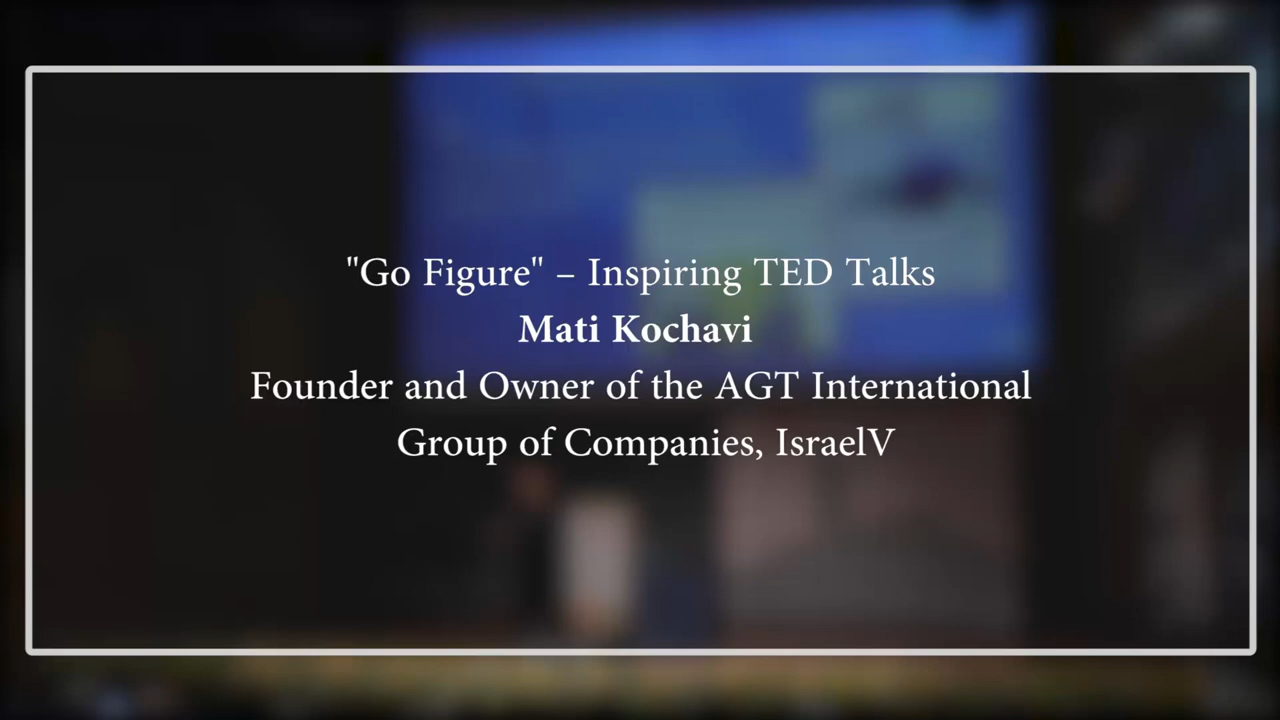 "Go Figure" – Inspiring TED Talks
Mati Kochavi
Founder and Owner of the AGT International
Group of Companies, IsraelV